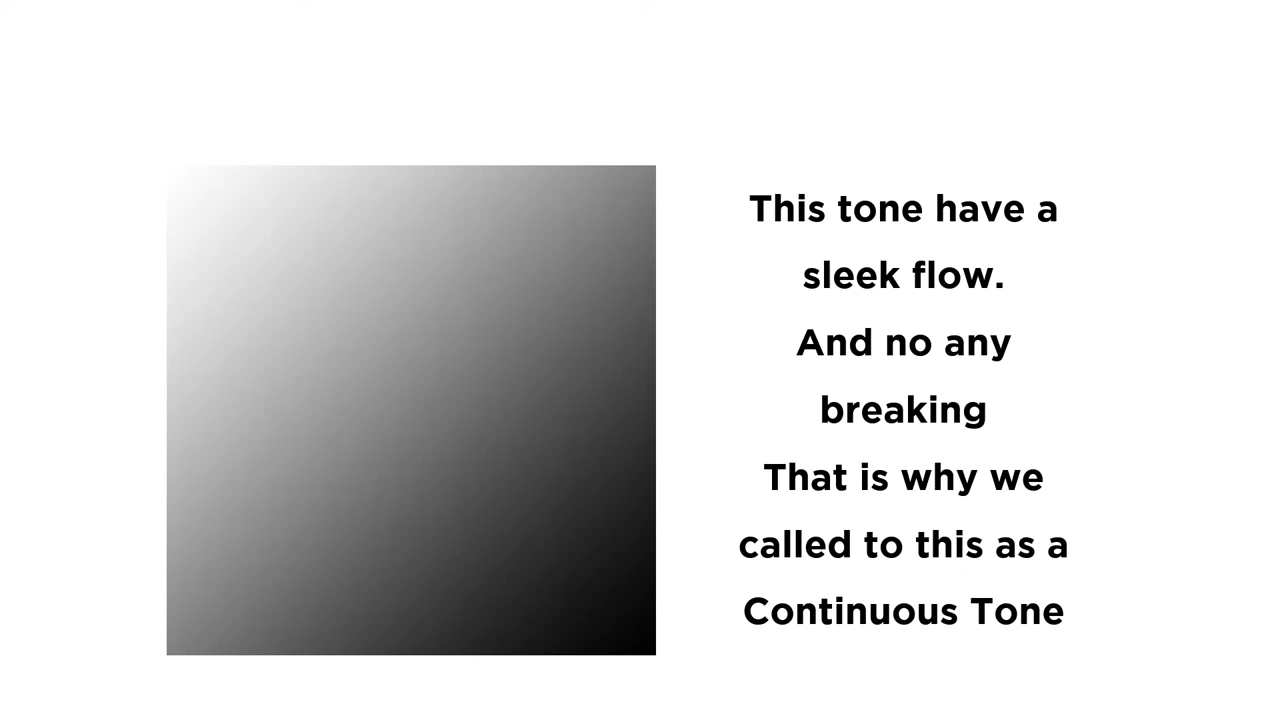 This tone have a
sleek flow.
And no any
breaking
That is why we
called to this as a
Continuous Tone